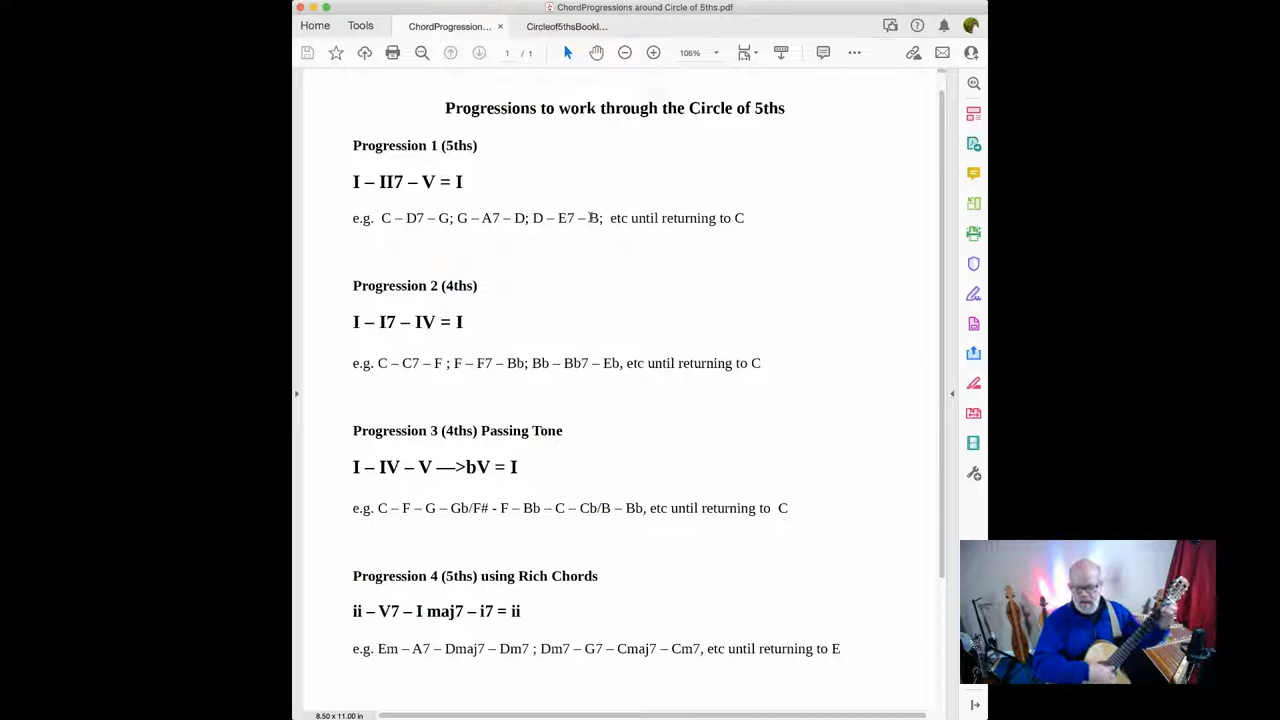 ChordProgressions around Circle of 5ths.pdf
Home Tools ChordProgression... × Circleof5thsBookl...
1 / 1 106%
Progressions to work through the Circle of 5ths
Progression 1 (5ths)
I – II7 – V = I
e.g. C – D7 – G; G – A7 – D; D – E7 – B; etc until returning to C
Progression 2 (4ths)
I – I7 – IV = I
e.g. C – C7 – F ; F – F7 – Bb; Bb – Bb7 – Eb, etc until returning to C
Progression 3 (4ths) Passing Tone
I – IV – V —>bV = I
e.g. C – F – G – Gb/F# - F – Bb – C – Cb/B – Bb, etc until returning to C
Progression 4 (5ths) using Rich Chords
ii – V7 – I maj7 – i7 = ii
e.g. Em – A7 – Dmaj7 – Dm7 ; Dm7 – G7 – Cmaj7 – Cm7, etc until returning to E
8.50 x 11.00 in